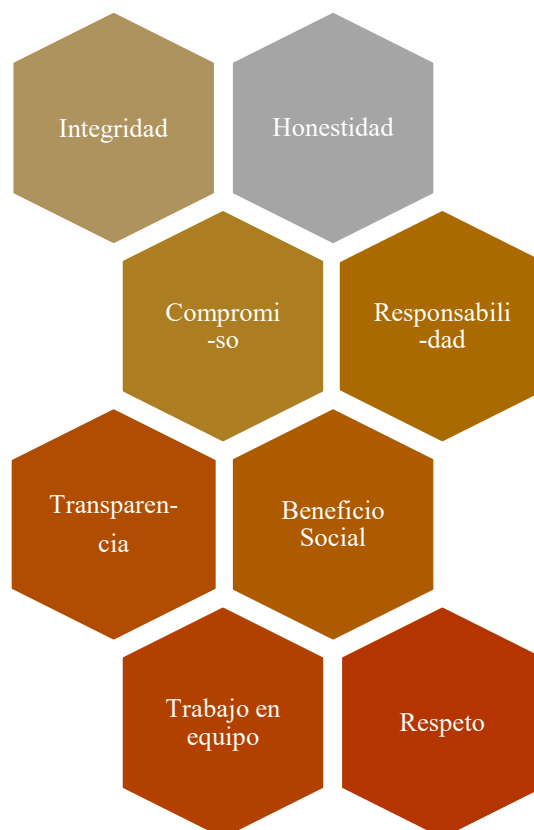 Integridad
Honestidad
Compromi
-so
Responsabili
-dad
Transparen-
cia
Beneficio
Social
Trabajo en
equipo
Respeto